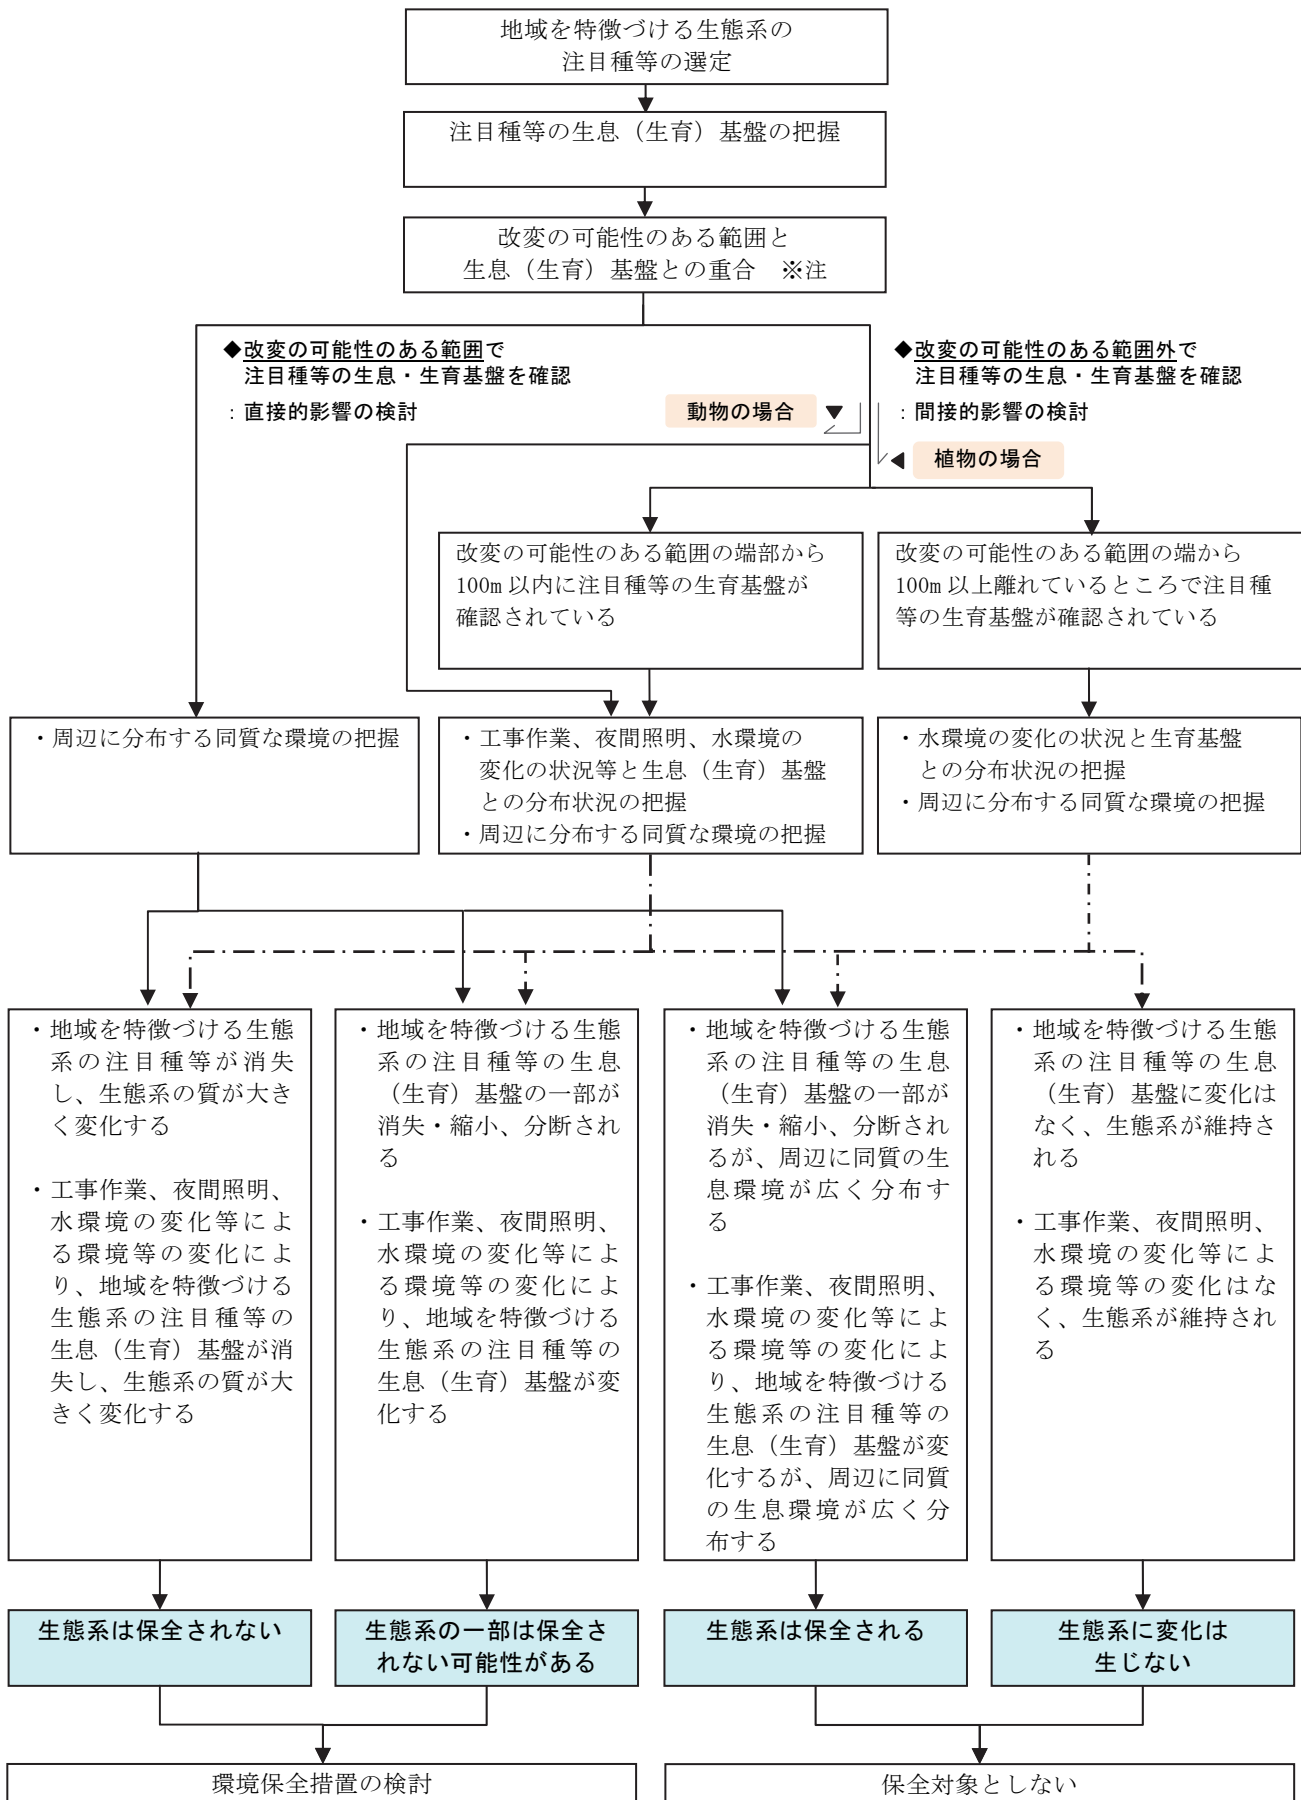 地域を特徴づける生態系の
注目種等の選定
注目種等の生息（生育）基盤の把握
改変の可能性のある範囲と
生息（生育）基盤との重合　※注
◆改変の可能性のある範囲で
注目種等の生息・生育基盤を確認
：直接的影響の検討
動物の場合
◆改変の可能性のある範囲外で
注目種等の生息・生育基盤を確認
：間接的影響の検討
植物の場合
改変の可能性のある範囲の端部から
100m 以内に注目種等の生育基盤が
確認されている
改変の可能性のある範囲の端から
100m 以上離れているところで注目種
等の生育基盤が確認されている
・周辺に分布する同質な環境の把握
・工事作業、夜間照明、水環境の
変化の状況等と生息（生育）基盤
との分布状況の把握
・周辺に分布する同質な環境の把握
・水環境の変化の状況と生育基盤
との分布状況の把握
・周辺に分布する同質な環境の把握
・地域を特徴づける生態
系の注目種等が消失
し、生態系の質が大き
く変化する
・工事作業、夜間照明、
水環境の変化等によ
る環境等の変化によ
り、地域を特徴づける
生態系の注目種等の
生息（生育）基盤が消
失し、生態系の質が大
きく変化する
・地域を特徴づける生態
系の注目種等の生息
（生育）基盤の一部が
消失・縮小、分断され
る
・工事作業、夜間照明、
水環境の変化等によ
る環境等の変化によ
り、地域を特徴づける
生態系の注目種等の
生息（生育）基盤が変
化する
・地域を特徴づける生態
系の注目種等の生息
（生育）基盤の一部が
消失・縮小、分断され
るが、周辺に同質の生
息環境が広く分布す
る
・工事作業、夜間照明、
水環境の変化等によ
る環境等の変化によ
り、地域を特徴づける
生態系の注目種等の
生息（生育）基盤が変
化するが、周辺に同質
の生息環境が広く分
布する
・地域を特徴づける生態
系の注目種等の生息
（生育）基盤に変化は
なく、生態系が維持さ
れる
・工事作業、夜間照明、
水環境の変化等によ
る環境等の変化はな
く、生態系が維持され
る
生態系は保全されない
生態系の一部は保全さ
れない可能性がある
生態系は保全される
生態系に変化は
生じない
環境保全措置の検討
保全対象としない